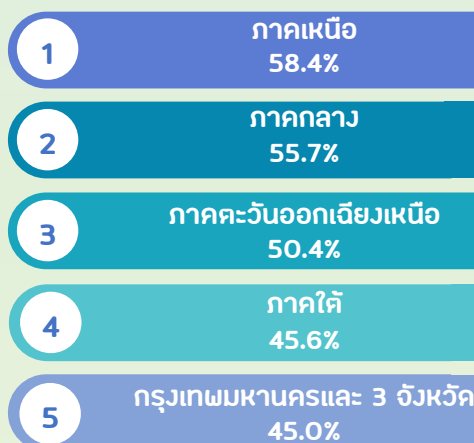 1
ภาคเหนือ
58.4%
2
ภาคกลาง
55.7%
3
ภาคตะวันออกเฉียงเหนือ
50.4%
4
ภาคใต้
45.6%
5
กรุงเทพมหานครและ 3 จังหวัด
45.0%